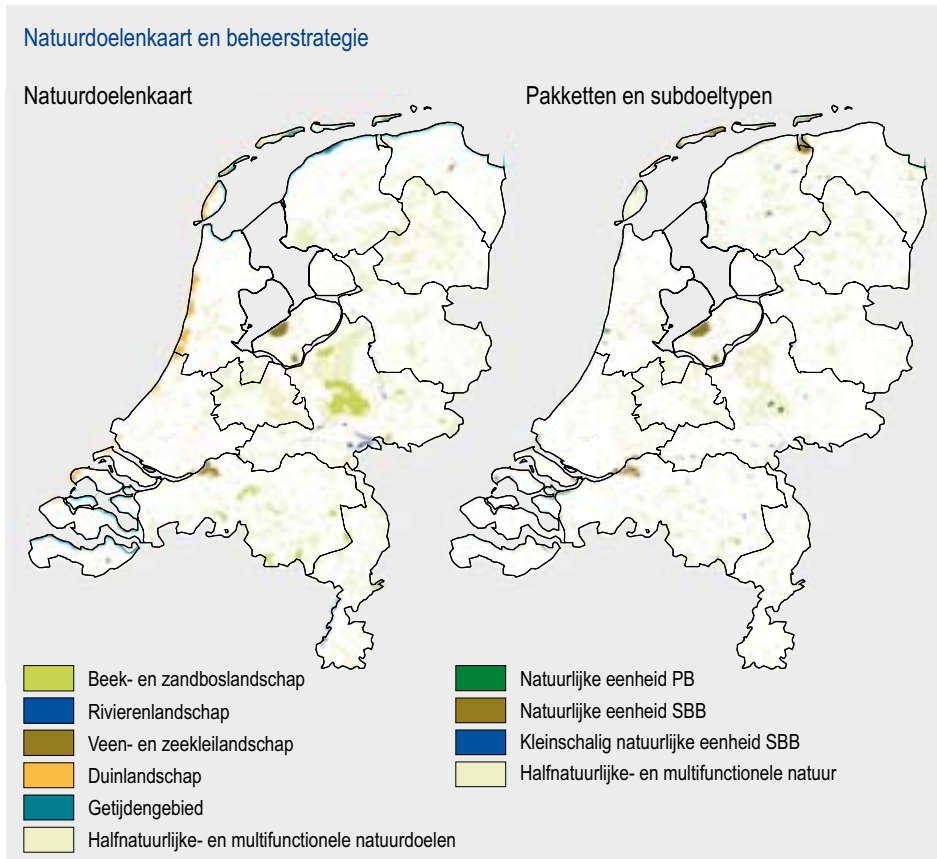 Natuurdoelenkaart en beheerstrategie
Natuurdoelenkaart
Pakketten en subdoeltypen
Beek- en zandboslandschap
Rivierenlandschap
Veen- en zeekleilandschap
Duinlandschap
Getijdengebied
Halfnatuurlijke- en multifunctionele natuurdoelen
Natuurlijke eenheid PB
Natuurlijke eenheid SBB
Kleinschalig natuurlijke eenheid SBB
Halfnatuurlijke- en multifunctionele natuur